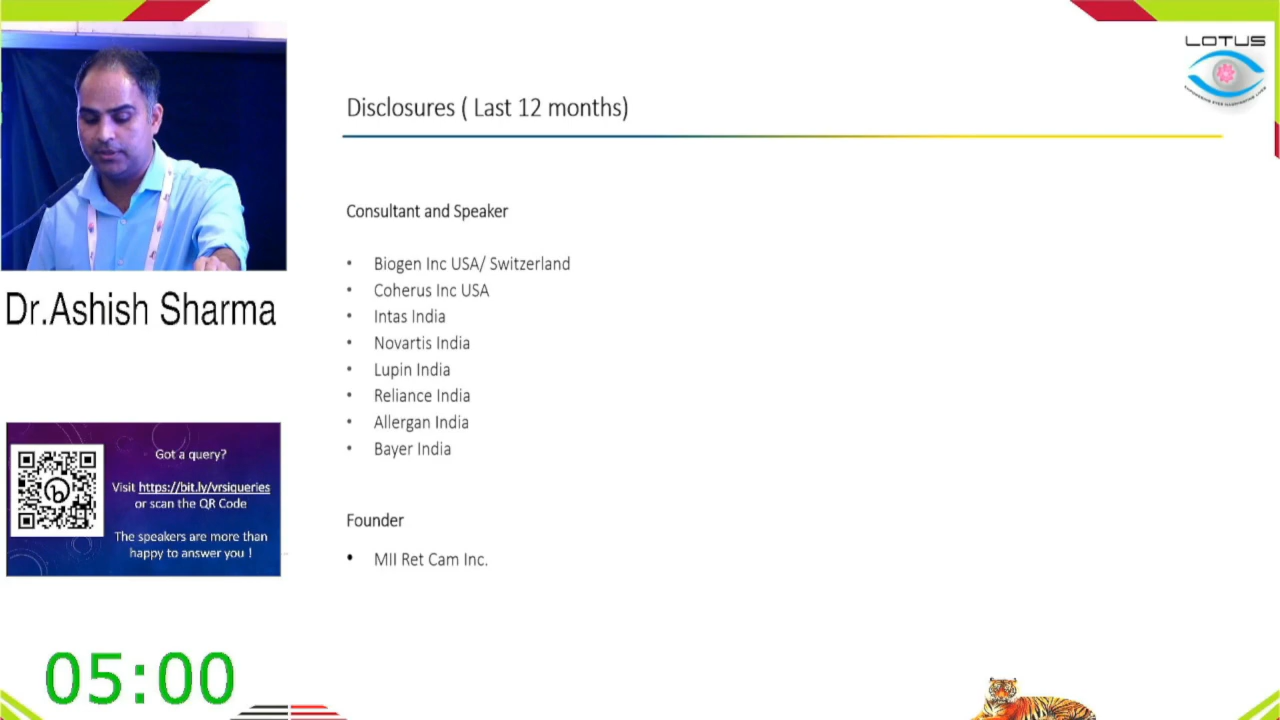 LOTUS
Disclosures ( Last 12 months)
Consultant and Speaker
• Biogen Inc USA/ Switzerland
• Coherus Inc USA
• Intas India
• Novartis India
• Lupin India
• Reliance India
• Allergan India
• Bayer India
Founder
• MII Ret Cam Inc.
Dr.Ashish Sharma
Got a query?
Visit https://bit.ly/vrsiqueries
or scan the QR Code
The speakers are more than
happy to answer you !
05:00